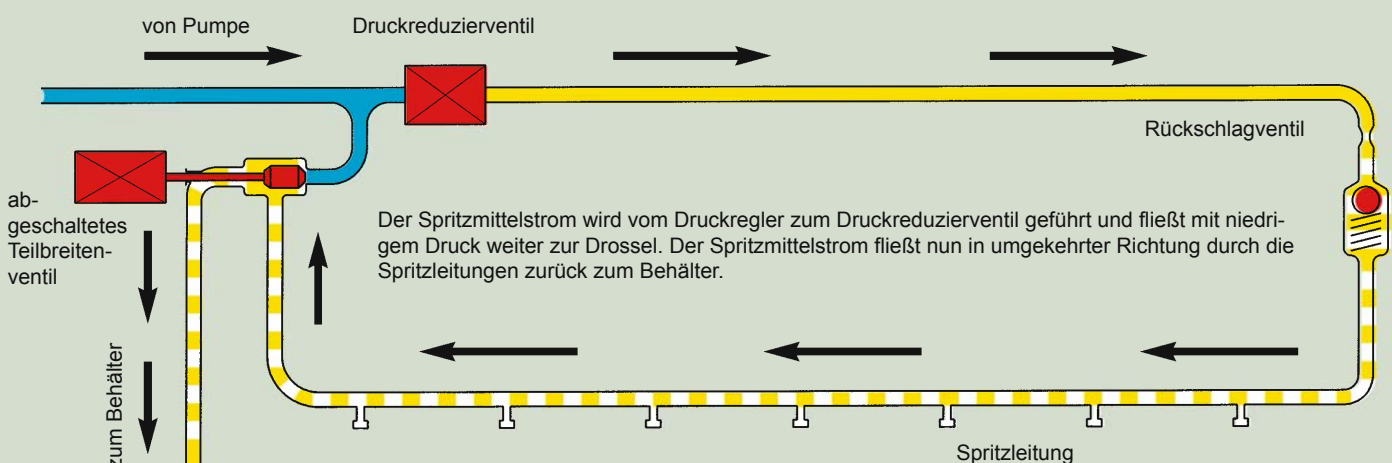 von Pumpe
Druckreduzierventil
Rückschlagventil
ab-
geschaltetes
Teilbreiten-
ventil
Der Spritzmittelstrom wird vom Druckregler zum Druckreduzierventil geführt und fließt mit niedri-
gem Druck weiter zur Drossel. Der Spritzmittelstrom fließt nun in umgekehrter Richtung durch die
Spritzleitungen zurück zum Behälter.
zum Behälter
Spritzleitung